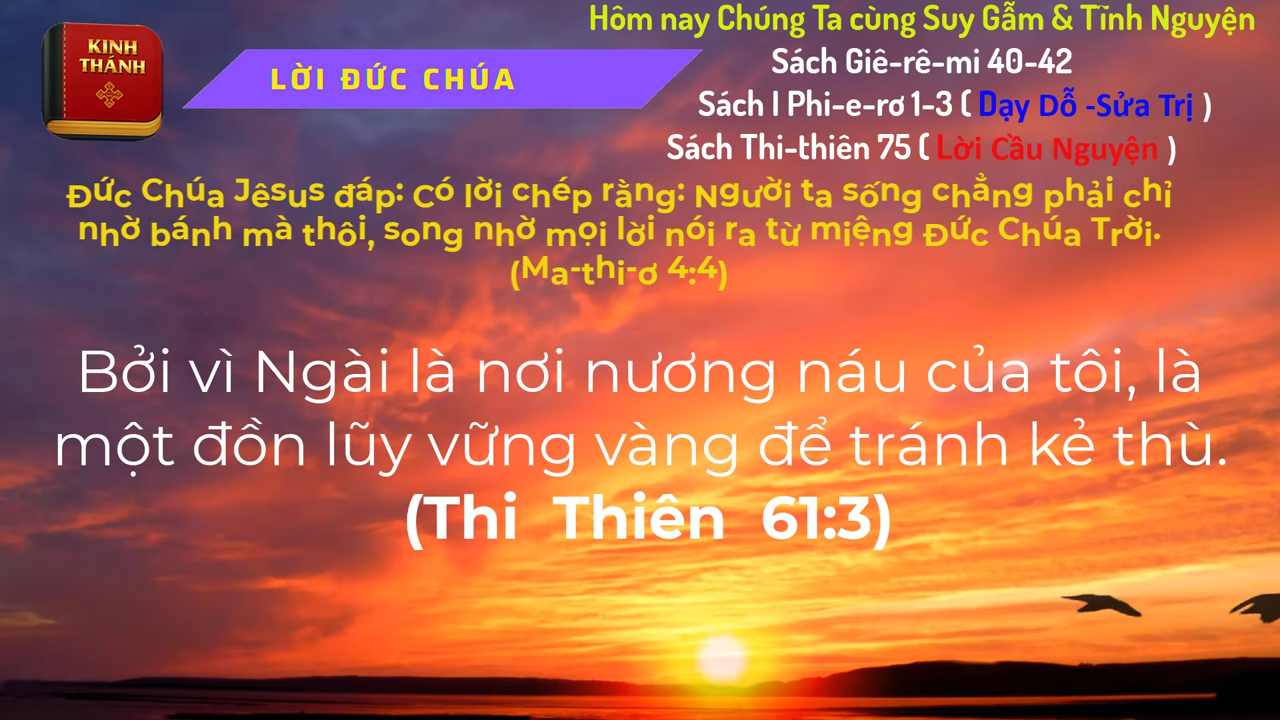 Hôm nay Chúng Ta cùng Suy Gẫm & Tĩnh Nguyện
Sách Giê-rê-mi 40-42
Sách I Phi-e-rơ 1-3 ( Dạy Dỗ -Sửa Trị )
Sách Thi-thiên 75 ( Lời Cầu Nguyện )
KINH
THÁNH
LỜI ĐỨC CHÚA
Đức Chúa Jêsus đáp: Có lời chép rằng: Người ta sống chẳng phải chỉ
nhờ bánh mà thôi, song nhờ mọi lời nói ra từ miệng Đức Chúa Trời.
(Ma-thi-ơ 4:4)
Bởi vì Ngài là nơi nương náu của tôi, là
một đồn lũy vững vàng để tránh kẻ thù.
(Thi Thiên 61:3)